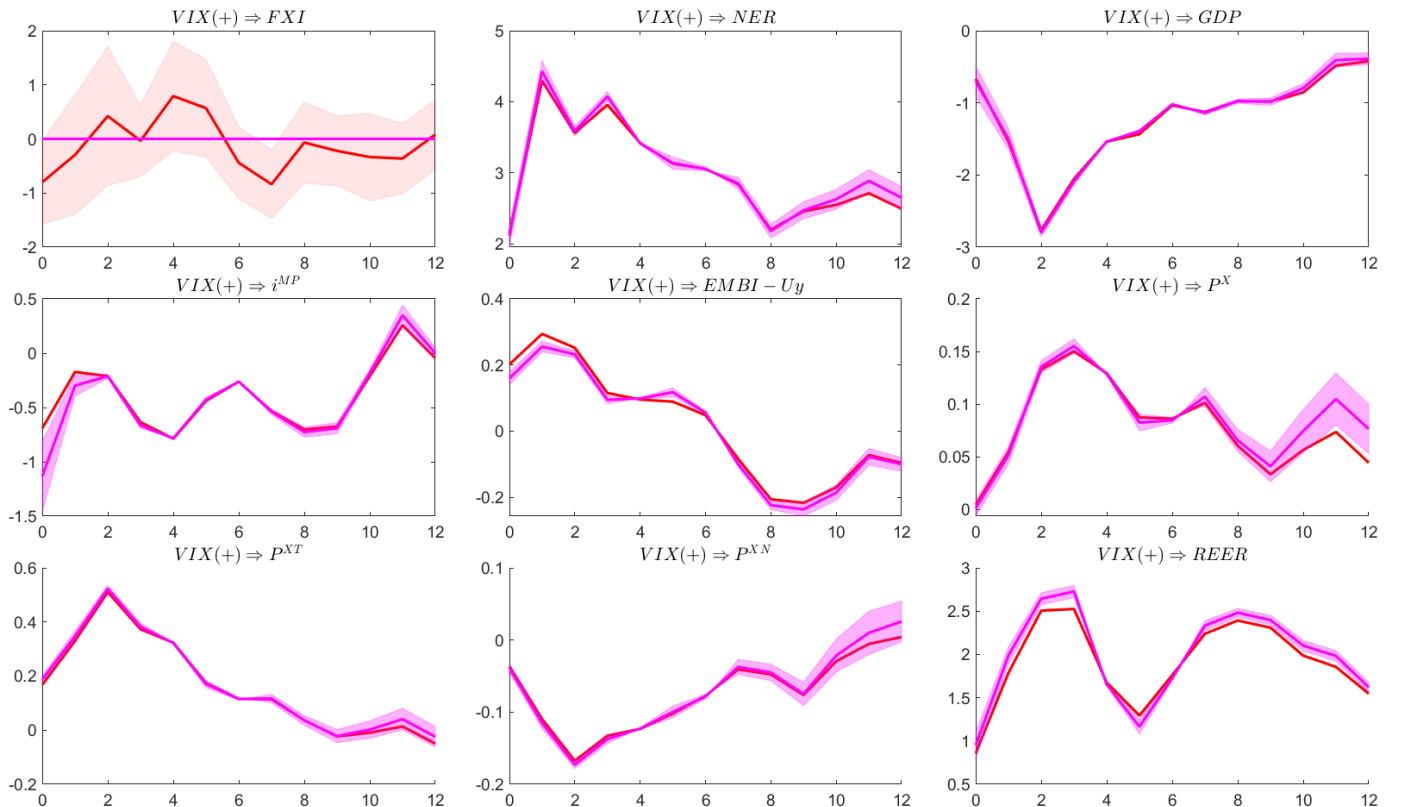 VIX(+) ⇒ FXI
VIX(+) ⇒ NER
VIX(+) ⇒ GDP
2
1
0
-1
-2
0 2 4 6 8 10 12
5
4
3
2
0 2 4 6 8 10 12
0
-1
-2
-3
0 2 4 6 8 10 12
VIX(+) ⇒ i^{MP}
VIX(+) ⇒ EMBI − Uy
VIX(+) ⇒ P^{X}
0.5
0
-0.5
-1
-1.5
0 2 4 6 8 10 12
0.4
0.2
0
-0.2
0 2 4 6 8 10 12
0.2
0.15
0.1
0.05
0
0 2 4 6 8 10 12
VIX(+) ⇒ P^{XT}
VIX(+) ⇒ P^{XN}
VIX(+) ⇒ REER
0.6
0.4
0.2
0
-0.2
0 2 4 6 8 10 12
0.1
0
-0.1
-0.2
0 2 4 6 8 10 12
3
2.5
2
1.5
1
0.5
0 2 4 6 8 10 12